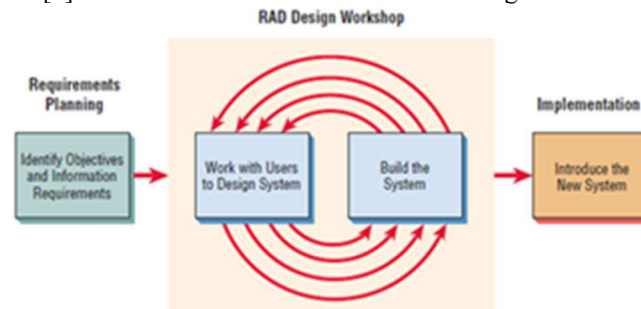 RAD Design Workshop
Requirements
Planning
Implementation
Identify Objectives
and Information
Requirements
Work with Users
to Design System
Build the
System
Introduce the
New System